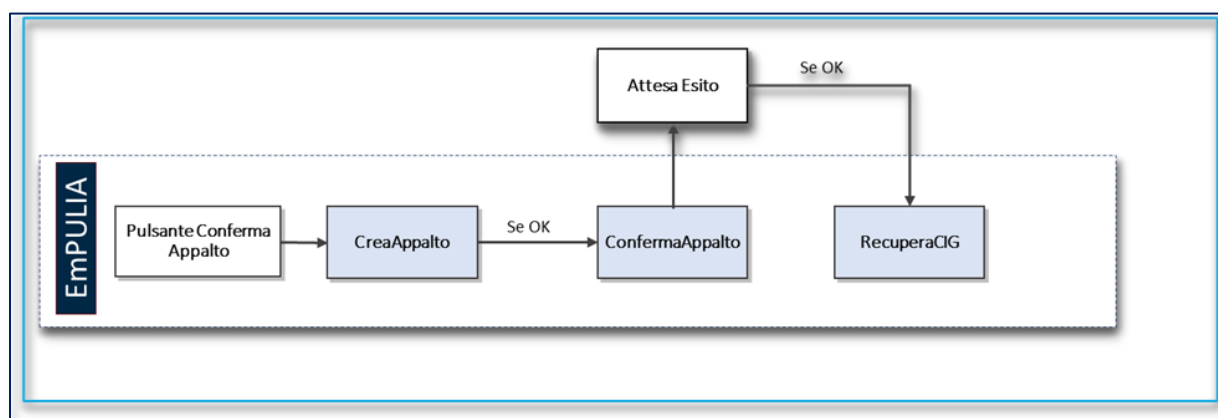 Attesa Esito
Se OK
EmPULIA
Pulsante Conferma
Appalto
CreaAppalto
Se OK
ConfermaAppalto
RecuperaCIG